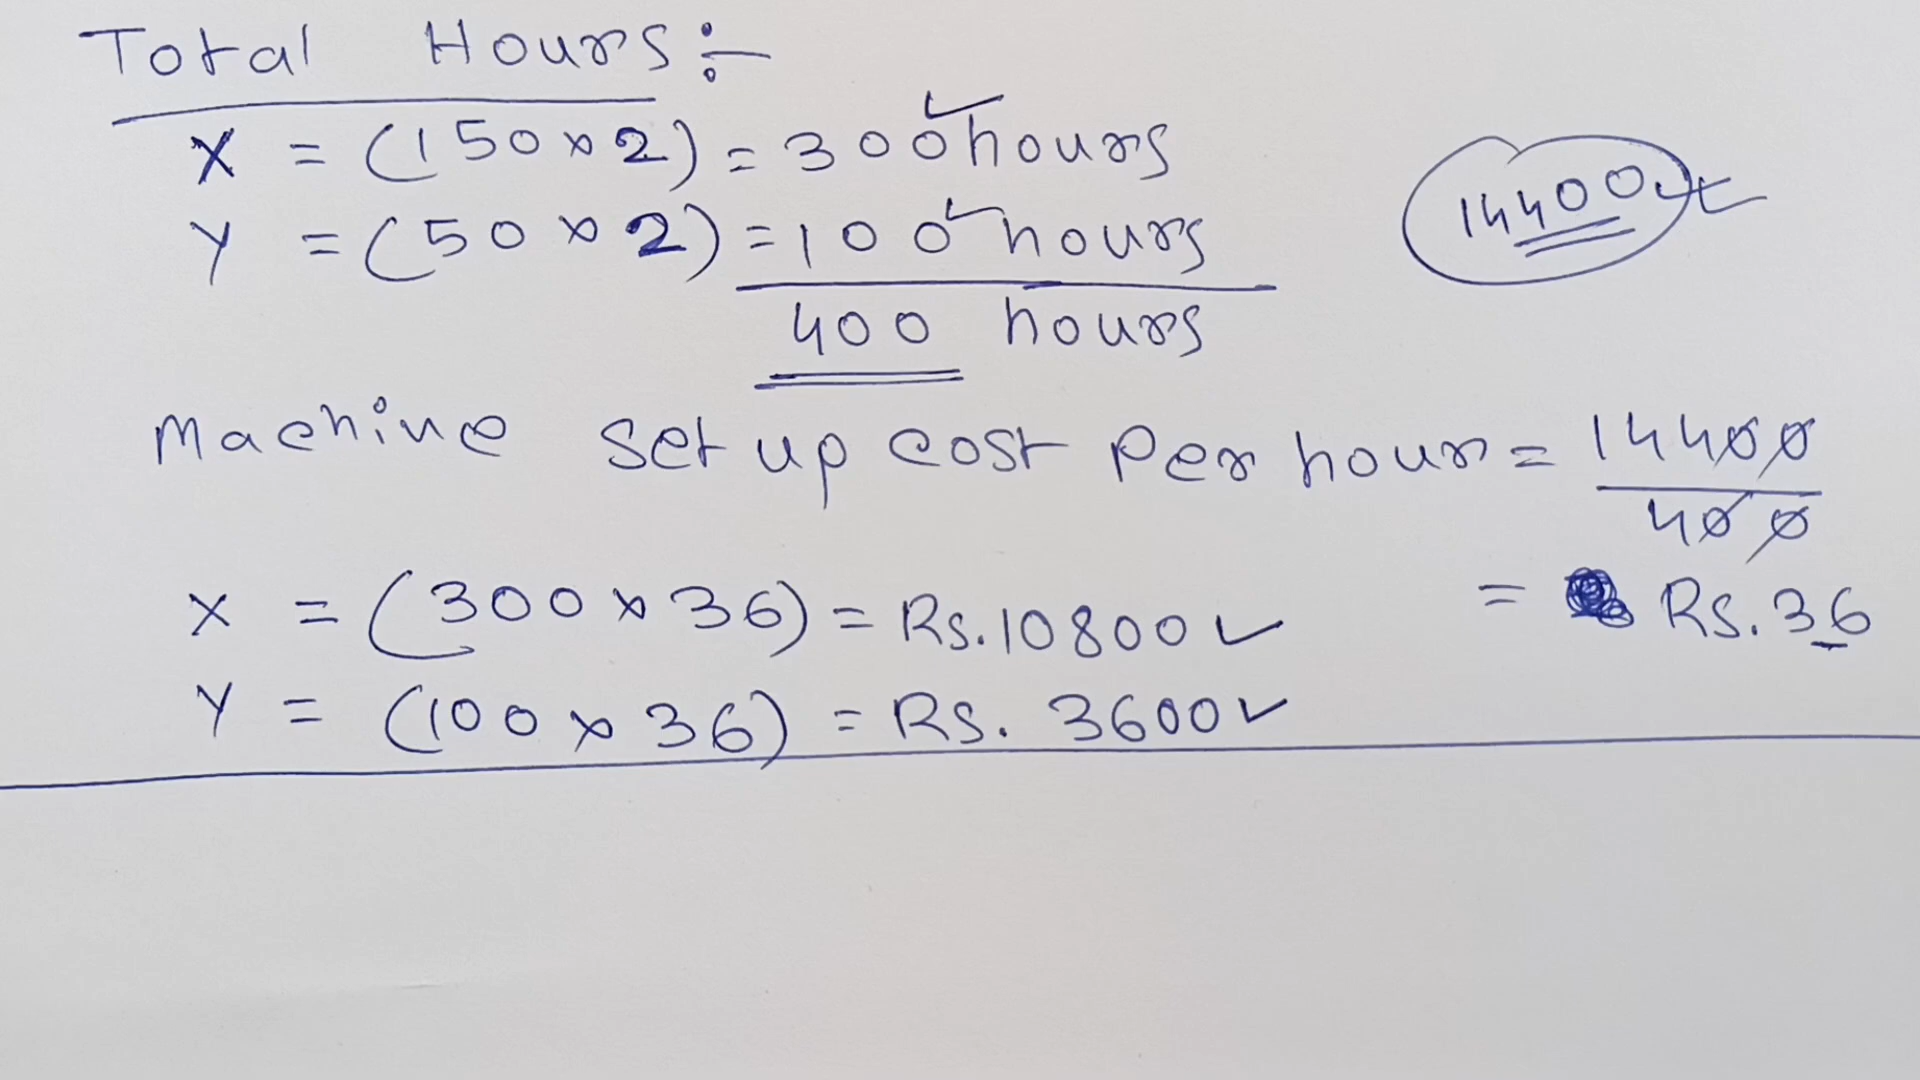 Total Hours :-
X = (150 × 2) = 300 hours
Y = (50 × 2) = 100 hours
400 hours
14400
Machine set up cost Per hour = 14400
400
= Rs. 36
X = (300 × 36) = Rs. 10800 ✓
Y = (100 × 36) = Rs. 3600 ✓